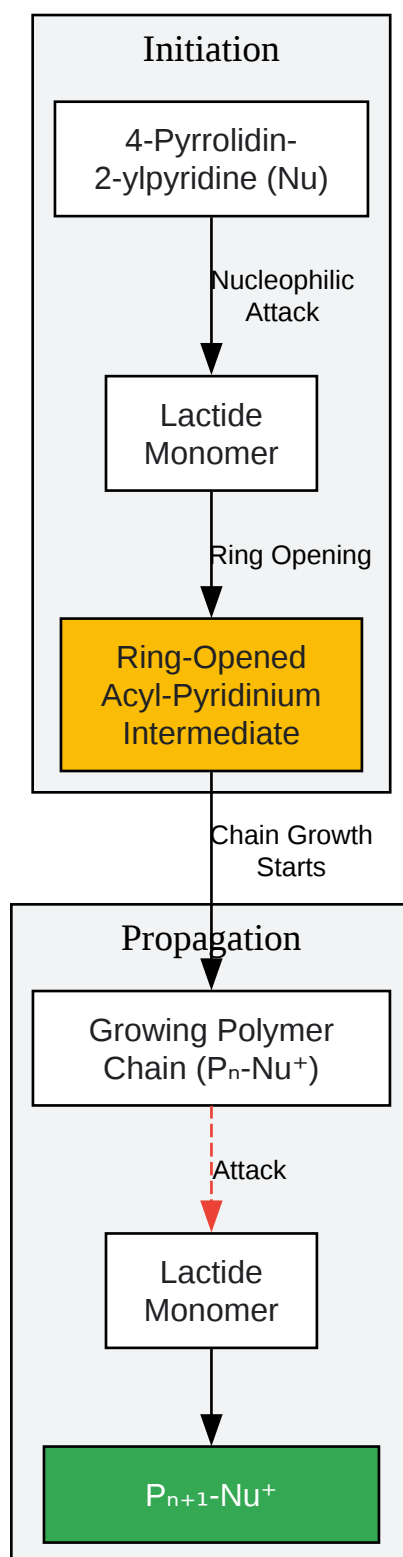 Initiation
4-Pyrrolidin-
2-ylpyridine (Nu)
Nucleophilic
Attack
Lactide
Monomer
Ring Opening
Ring-Opened
Acyl-Pyridinium
Intermediate
Chain Growth
Starts
Propagation
Growing Polymer
Chain (Pₙ-Nu⁺)
Attack
Lactide
Monomer
Pₙ₊₁-Nu⁺